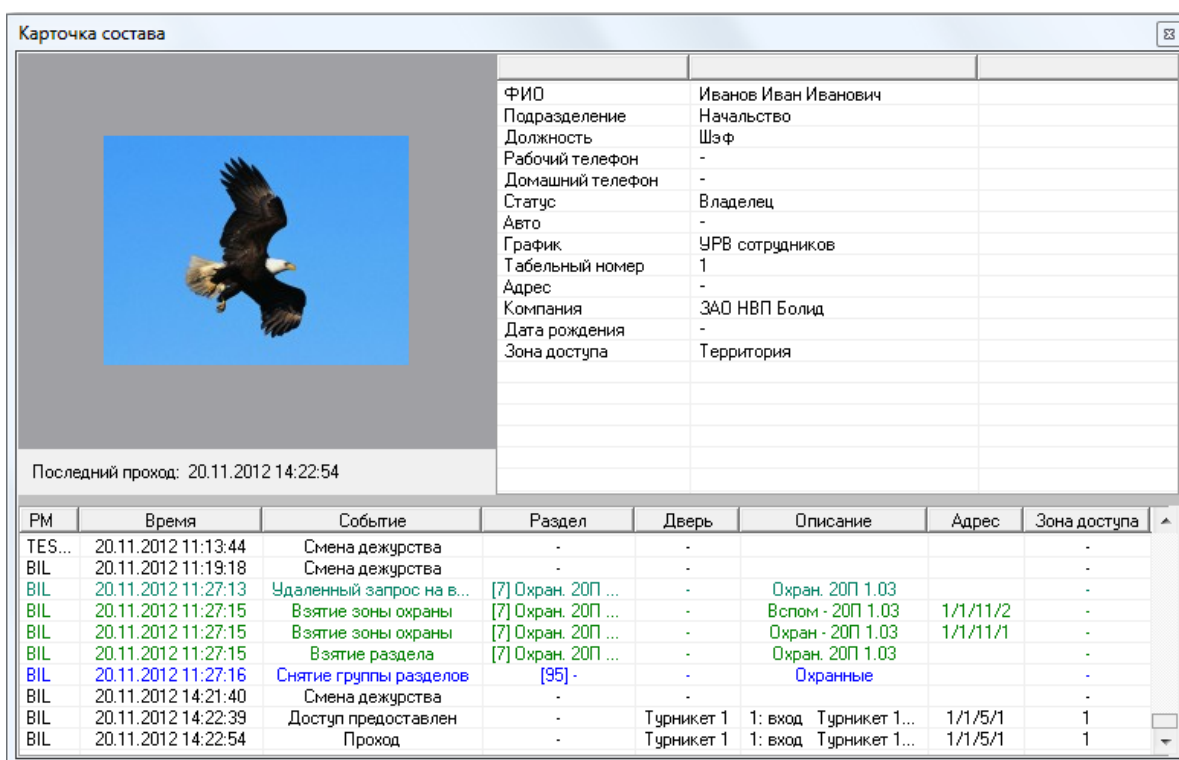 Карточка состава
ФИО Иванов Иван Иванович
Подразделение Начальство
Должность Шэф
Рабочий телефон -
Домашний телефон -
Статус Владелец
Авто -
График УРВ сотрудников
Табельный номер 1
Адрес -
Компания ЗАО НВП Болид
Дата рождения -
Зона доступа Территория
Последний проход: 20.11.2012 14:22:54
РМ Время Событие Раздел Дверь Описание Адрес Зона доступа
TES... 20.11.2012 11:13:44 Смена дежурства - - -
BIL 20.11.2012 11:19:18 Смена дежурства - - -
BIL 20.11.2012 11:27:13 Удаленный запрос на в... [7] Охран. 20П ... - Охран. 20П 1.03 -
BIL 20.11.2012 11:27:15 Взятие зоны охраны [7] Охран. 20П ... - Вспом - 20П 1.03 1/1/11/2 -
BIL 20.11.2012 11:27:15 Взятие зоны охраны [7] Охран. 20П ... - Охран - 20П 1.03 1/1/11/1 -
BIL 20.11.2012 11:27:15 Взятие раздела [7] Охран. 20П ... - Охран. 20П 1.03 -
BIL 20.11.2012 11:27:16 Снятие группы разделов [95] - - Охранные -
BIL 20.11.2012 14:21:40 Смена дежурства - - -
BIL 20.11.2012 14:22:39 Доступ предоставлен - Турникет 1 1: вход Турникет 1... 1/1/5/1 1
BIL 20.11.2012 14:22:54 Проход - Турникет 1 1: вход Турникет 1... 1/1/5/1 1